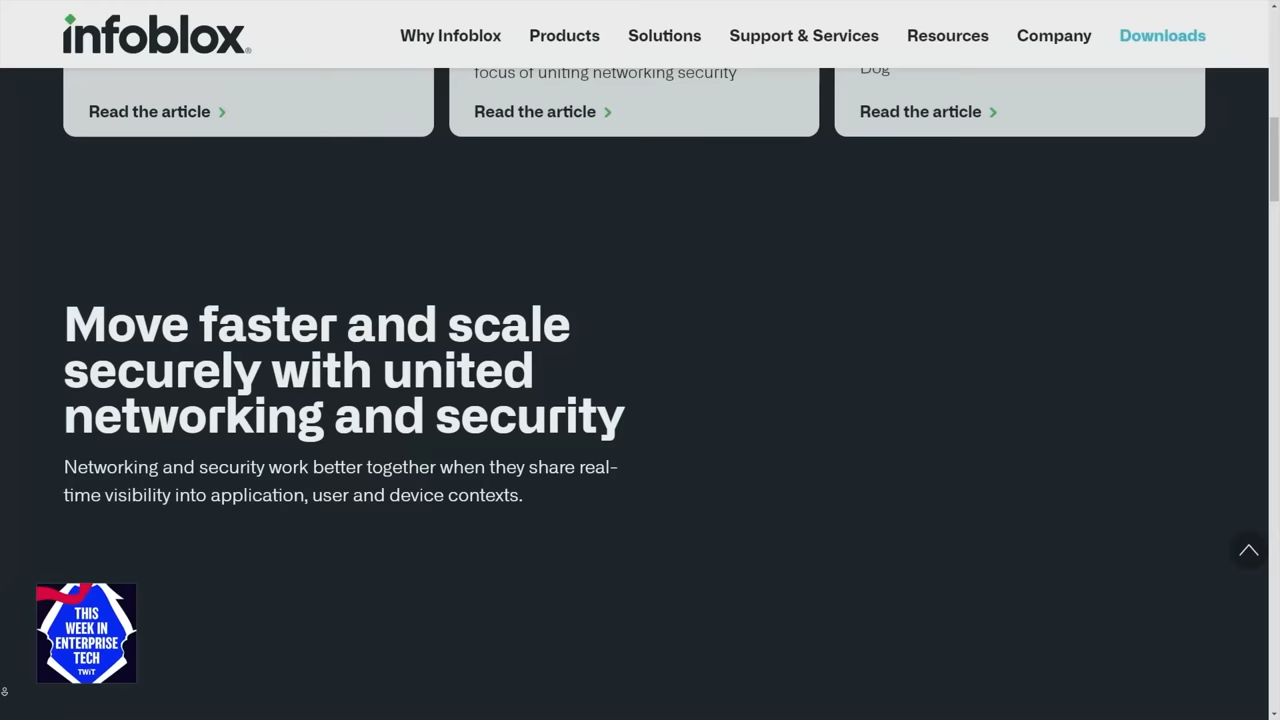 infoblox
Why Infoblox Products Solutions Support & Services Resources Company Downloads
focus of uniting networking security
Dog
Read the article
Read the article
Read the article
Move faster and scale
securely with united
networking and security
Networking and security work better together when they share real-
time visibility into application, user and device contexts.
THIS
WEEK IN
ENTERPRISE
TECH
TWiT